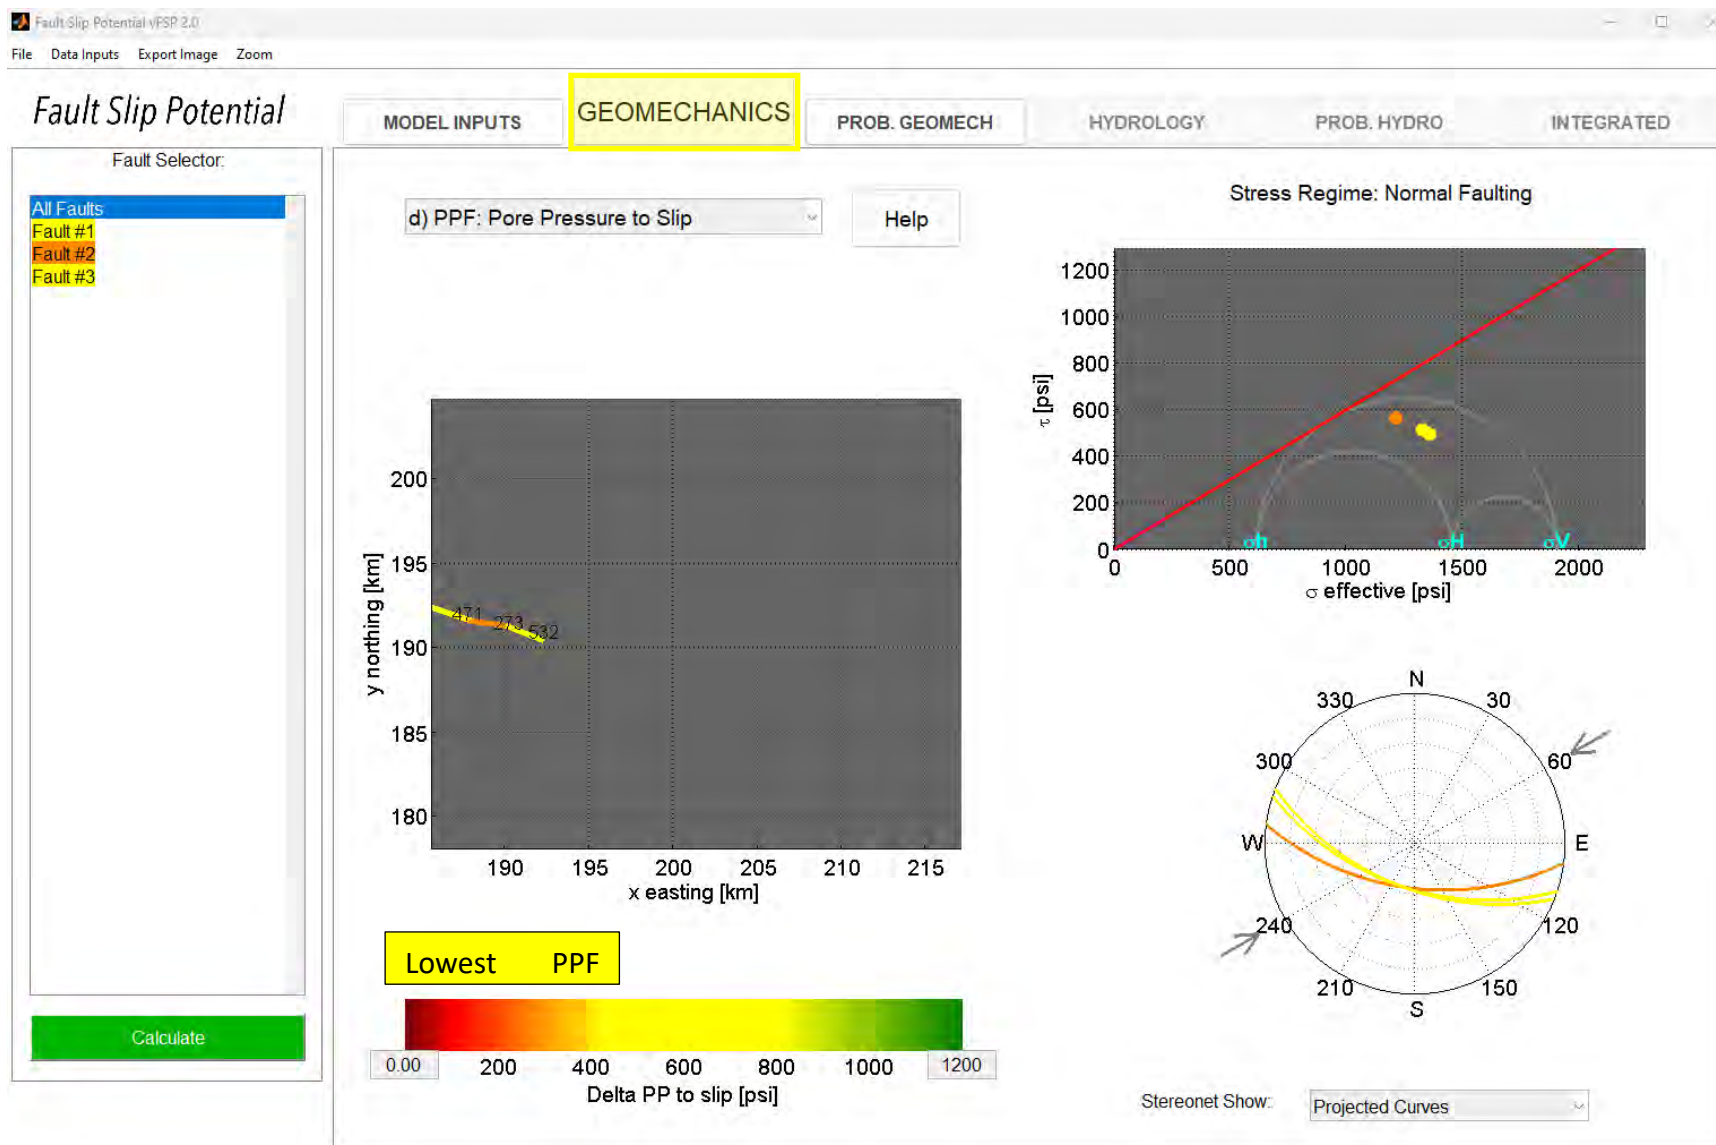 Fault Slip Potential vFSP 2.0
File Data Inputs Export Image Zoom
Fault Slip Potential
MODEL INPUTS
GEOMECHANICS
PROB. GEOMECH
HYDROLOGY
PROB. HYDRO
INTEGRATED
Fault Selector:
All Faults
Fault #1
Fault #2
Fault #3
Calculate
d) PPF: Pore Pressure to Slip
Help
200
195
190
185
180
y northing [km]
471
273
532
190 195 200 205 210 215
x easting [km]
Lowest PPF
0.00 200 400 600 800 1000 1200
Delta PP to slip [psi]
Stress Regime: Normal Faulting
1200
1000
800
600
400
200
0
τ [psi]
σh σH σV
0 500 1000 1500 2000
σ effective [psi]
N
30
60
E
120
150
S
210
240
W
300
330
Stereonet Show:
Projected Curves